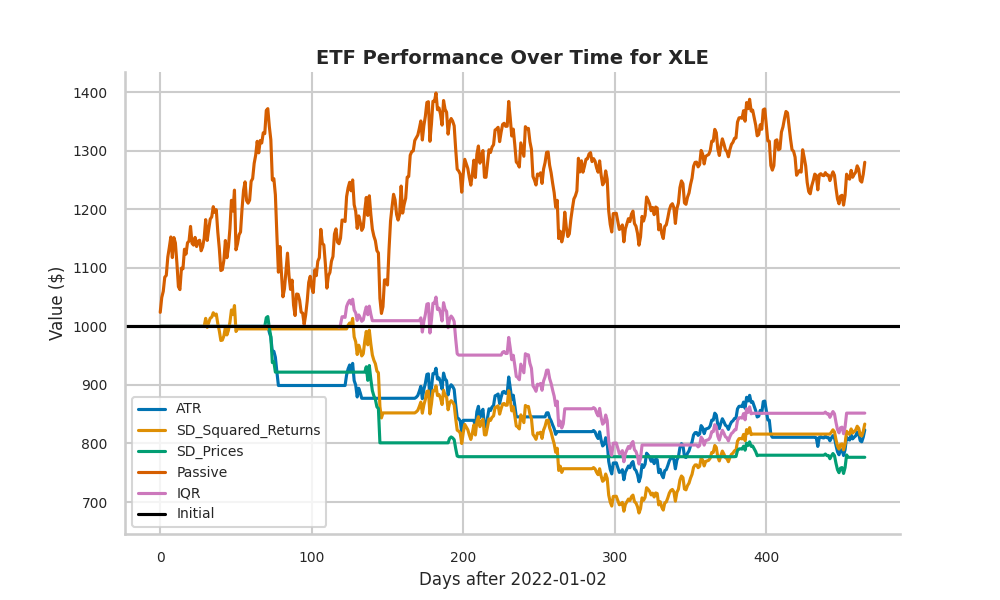 ETF Performance Over Time for XLE
1400
1300
1200
1100
1000
900
800
700
Value ($)
ATR
SD_Squared_Returns
SD_Prices
Passive
IQR
Initial
0 100 200 300 400
Days after 2022-01-02